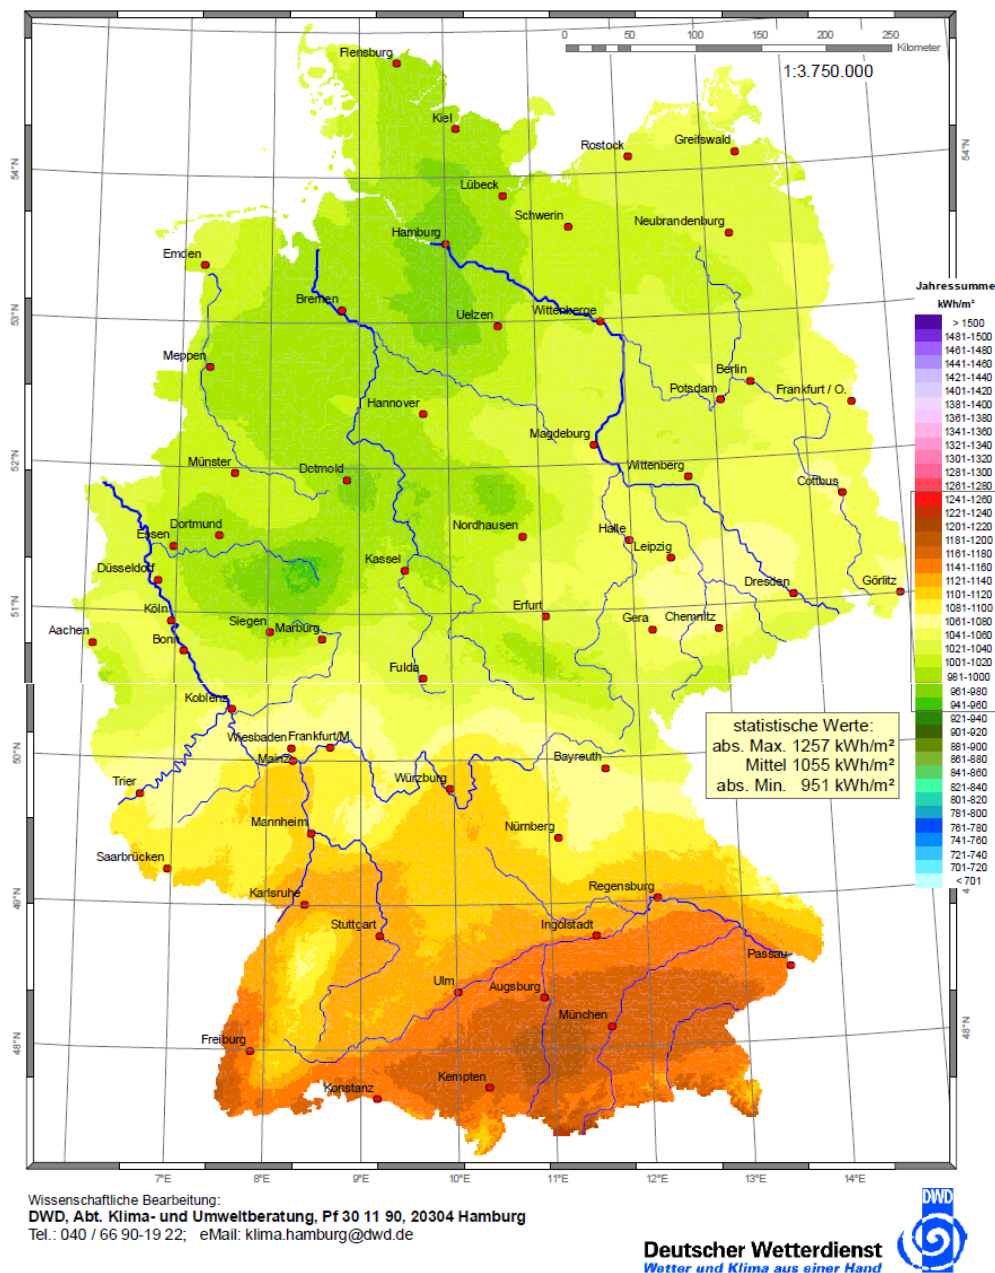 0 50 100 150 200 250 Kilometer
1:3.750.000
Flensburg
Kiel
Rostock
Greifswald
54°N
54°N
Lübeck
Schwerin
Neubrandenburg
Hamburg
Emden
Jahressumme
kWh/m²
Bremen
53°N
Uelzen
Wittenberge
Meppen
Berlin
Potsdam
Frankfurt / O.
Hannover
Magdeburg
52°N
Münster
Detmold
Wittenberg
Cottbus
Dortmund
Essen
Nordhausen
Halle
Leipzig
Kassel
Düsseldorf
Dresden
Görlitz
51°N
Köln
Erfurt
Gera
Chemnitz
Siegen
Marburg
Aachen
Bonn
Fulda
Koblenz
Wiesbaden
Frankfurt/M.
Mainz
50°N
Bayreuth
Trier
Würzburg
Mannheim
Nürnberg
Saarbrücken
Karlsruhe
Regensburg
49°N
Stuttgart
Ingolstadt
Passau
Ulm
Augsburg
München
48°N
48°N
Freiburg
Kempten
Konstanz
> 1500
1481-1500
1461-1480
1441-1460
1421-1440
1401-1420
1381-1400
1361-1380
1341-1360
1321-1340
1301-1320
1281-1300
1261-1280
1241-1260
1221-1240
1201-1220
1181-1200
1161-1180
1141-1160
1121-1140
1101-1120
1081-1100
1061-1080
1041-1060
1021-1040
1001-1020
981-1000
961-980
941-960
921-940
901-920
881-900
861-880
841-860
821-840
801-820
781-800
761-780
741-760
721-740
701-720
< 701
statistische Werte:
abs. Max. 1257 kWh/m²
Mittel 1055 kWh/m²
abs. Min. 951 kWh/m²
7°E 8°E 9°E 10°E 11°E 12°E 13°E 14°E
Wissenschaftliche Bearbeitung:
DWD, Abt. Klima- und Umweltberatung, Pf 30 11 90, 20304 Hamburg
Tel.: 040 / 66 90-19 22; eMail: klima.hamburg@dwd.de
DWD
Deutscher Wetterdienst
Wetter und Klima aus einer Hand